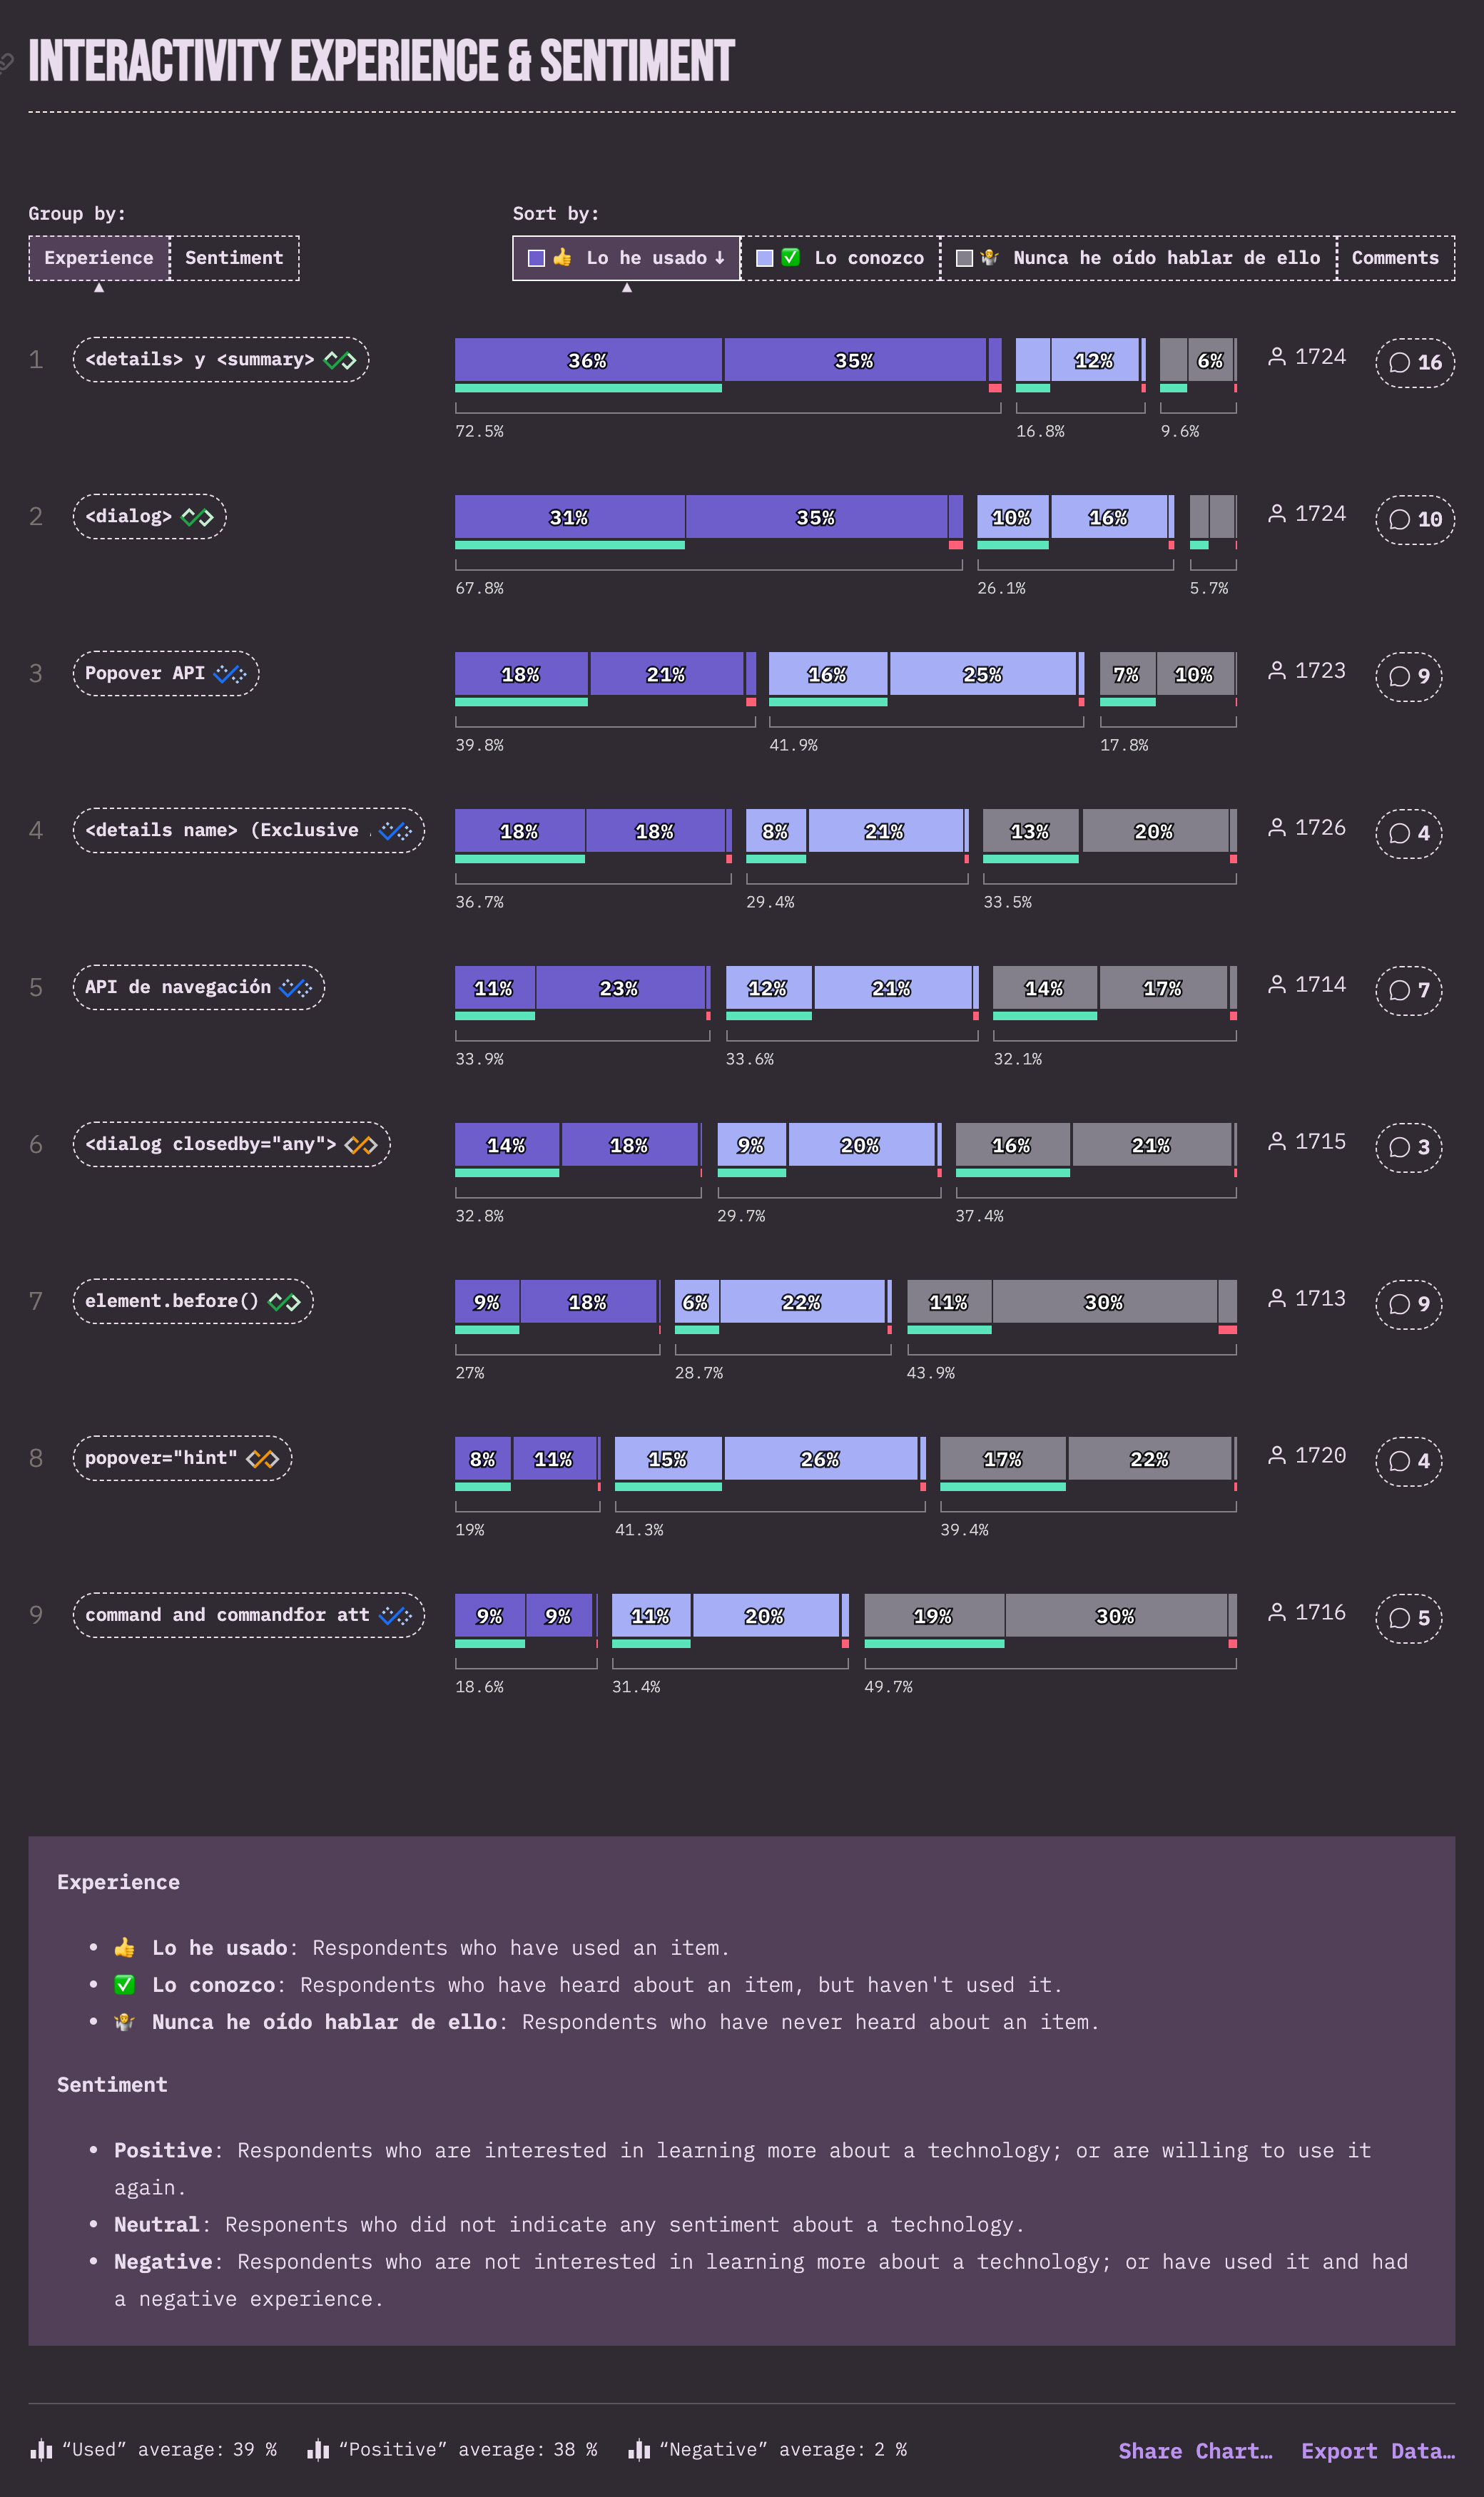 INTERACTIVITY EXPERIENCE & SENTIMENT
Group by:
Sort by:
Experience Sentiment
👍 Lo he usado ↓ ✅ Lo conozco 🤷 Nunca he oído hablar de ello Comments
1 <details> y <summary> 36% 35% 12% 6% 1724 16
72.5% 16.8% 9.6%
2 <dialog> 31% 35% 10% 16% 1724 10
67.8% 26.1% 5.7%
3 Popover API 18% 21% 16% 25% 7% 10% 1723 9
39.8% 41.9% 17.8%
4 <details name> (Exclusive 18% 18% 8% 21% 13% 20% 1726 4
36.7% 29.4% 33.5%
5 API de navegación 11% 23% 12% 21% 14% 17% 1714 7
33.9% 33.6% 32.1%
6 <dialog closedby="any"> 14% 18% 9% 20% 16% 21% 1715 3
32.8% 29.7% 37.4%
7 element.before() 9% 18% 6% 22% 11% 30% 1713 9
27% 28.7% 43.9%
8 popover="hint" 8% 11% 15% 26% 17% 22% 1720 4
19% 41.3% 39.4%
9 command and commandfor att 9% 9% 11% 20% 19% 30% 1716 5
18.6% 31.4% 49.7%
Experience
• 👍 Lo he usado: Respondents who have used an item.
• ✅ Lo conozco: Respondents who have heard about an item, but haven't used it.
• 🤷 Nunca he oído hablar de ello: Respondents who have never heard about an item.
Sentiment
• Positive: Respondents who are interested in learning more about a technology; or are willing to use it
again.
• Neutral: Responents who did not indicate any sentiment about a technology.
• Negative: Respondents who are not interested in learning more about a technology; or have used it and had
a negative experience.
“Used” average: 39 % “Positive” average: 38 % “Negative” average: 2 % Share Chart… Export Data…